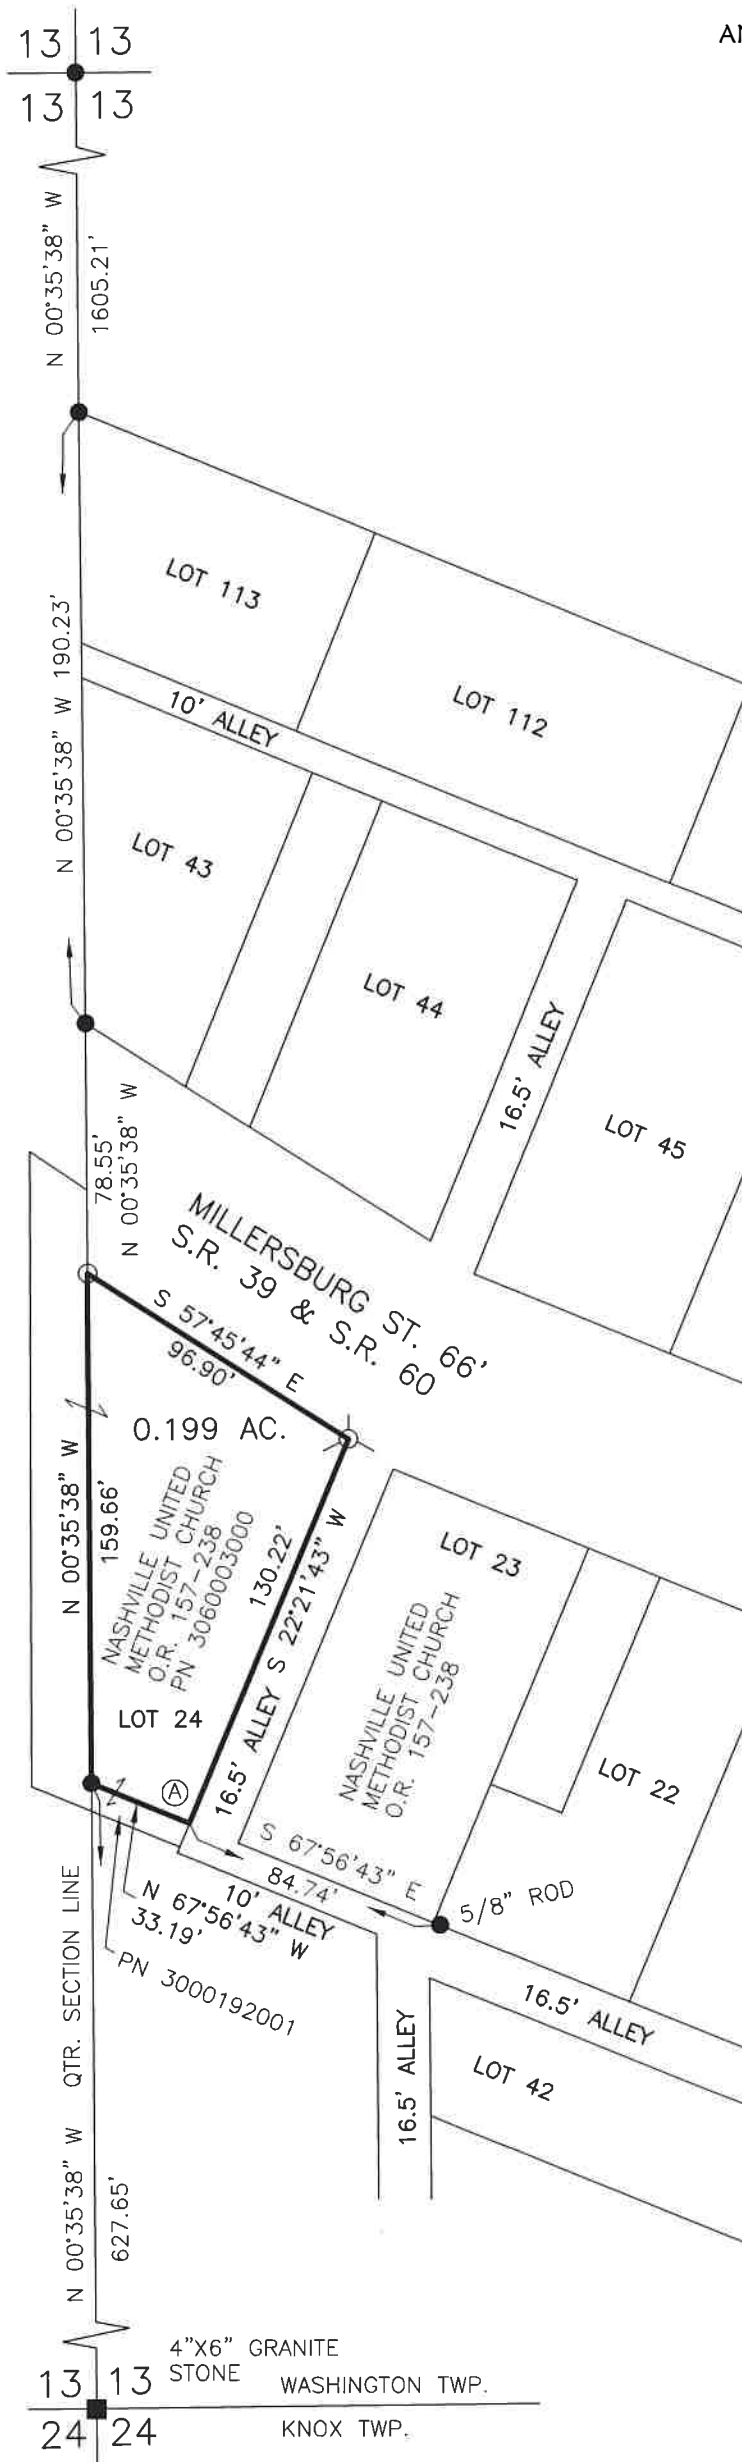 13 13
AN
13 13
N 00°35'38" W
1605.21'
LOT 113
N 00°35'38" W 190.23'
10' ALLEY
LOT 112
LOT 43
LOT 44
16.5' ALLEY
LOT 45
78.55'
N 00°35'38" W
MILLERSBURG ST. 66'
S.R. 39 & S.R. 60
S 57°45'44" E
96.90'
0.199 AC.
N 00°35'38" W
159.66'
NASHVILLE UNITED
METHODIST CHURCH
O.R. 157-238
PN 3060003000
130.22'
16.5' ALLEY S 22°21'43" W
LOT 24
A
LOT 23
NASHVILLE UNITED
METHODIST CHURCH
O.R. 157-238
LOT 22
S 67°56'43" E
84.74'
5/8" ROD
10' ALLEY
N 67°56'43" W
33.19'
PN 3000192001
16.5' ALLEY
16.5' ALLEY
LOT 42
N 00°35'38" W QTR. SECTION LINE
627.65'
4"X6" GRANITE
STONE
13 13
WASHINGTON TWP.
24 24
KNOX TWP.